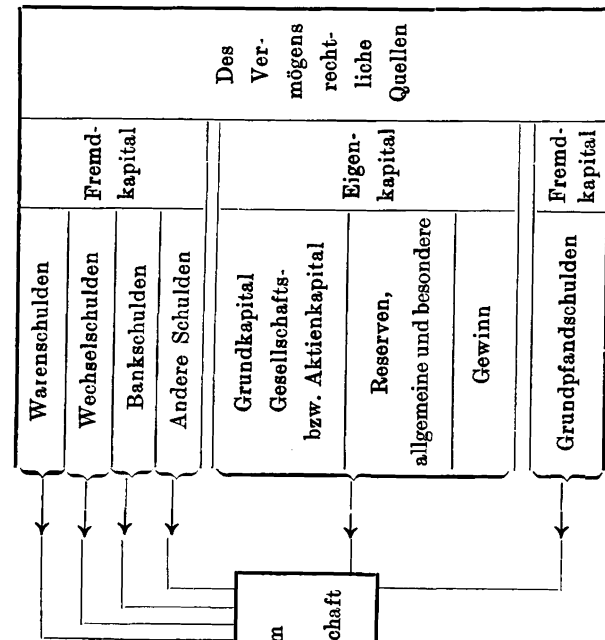 Warenschulden
Wechselschulden
Bankschulden
Andere Schulden
Fremd-
kapital
Grundkapital
Gesellschafts-
bzw. Aktienkapital
Reserven,
allgemeine und besondere
Gewinn
Eigen-
kapital
Grundpfandschulden
Fremd-
kapital
Des
Ver-
mögens
recht-
liche
Quellen
m
chaft